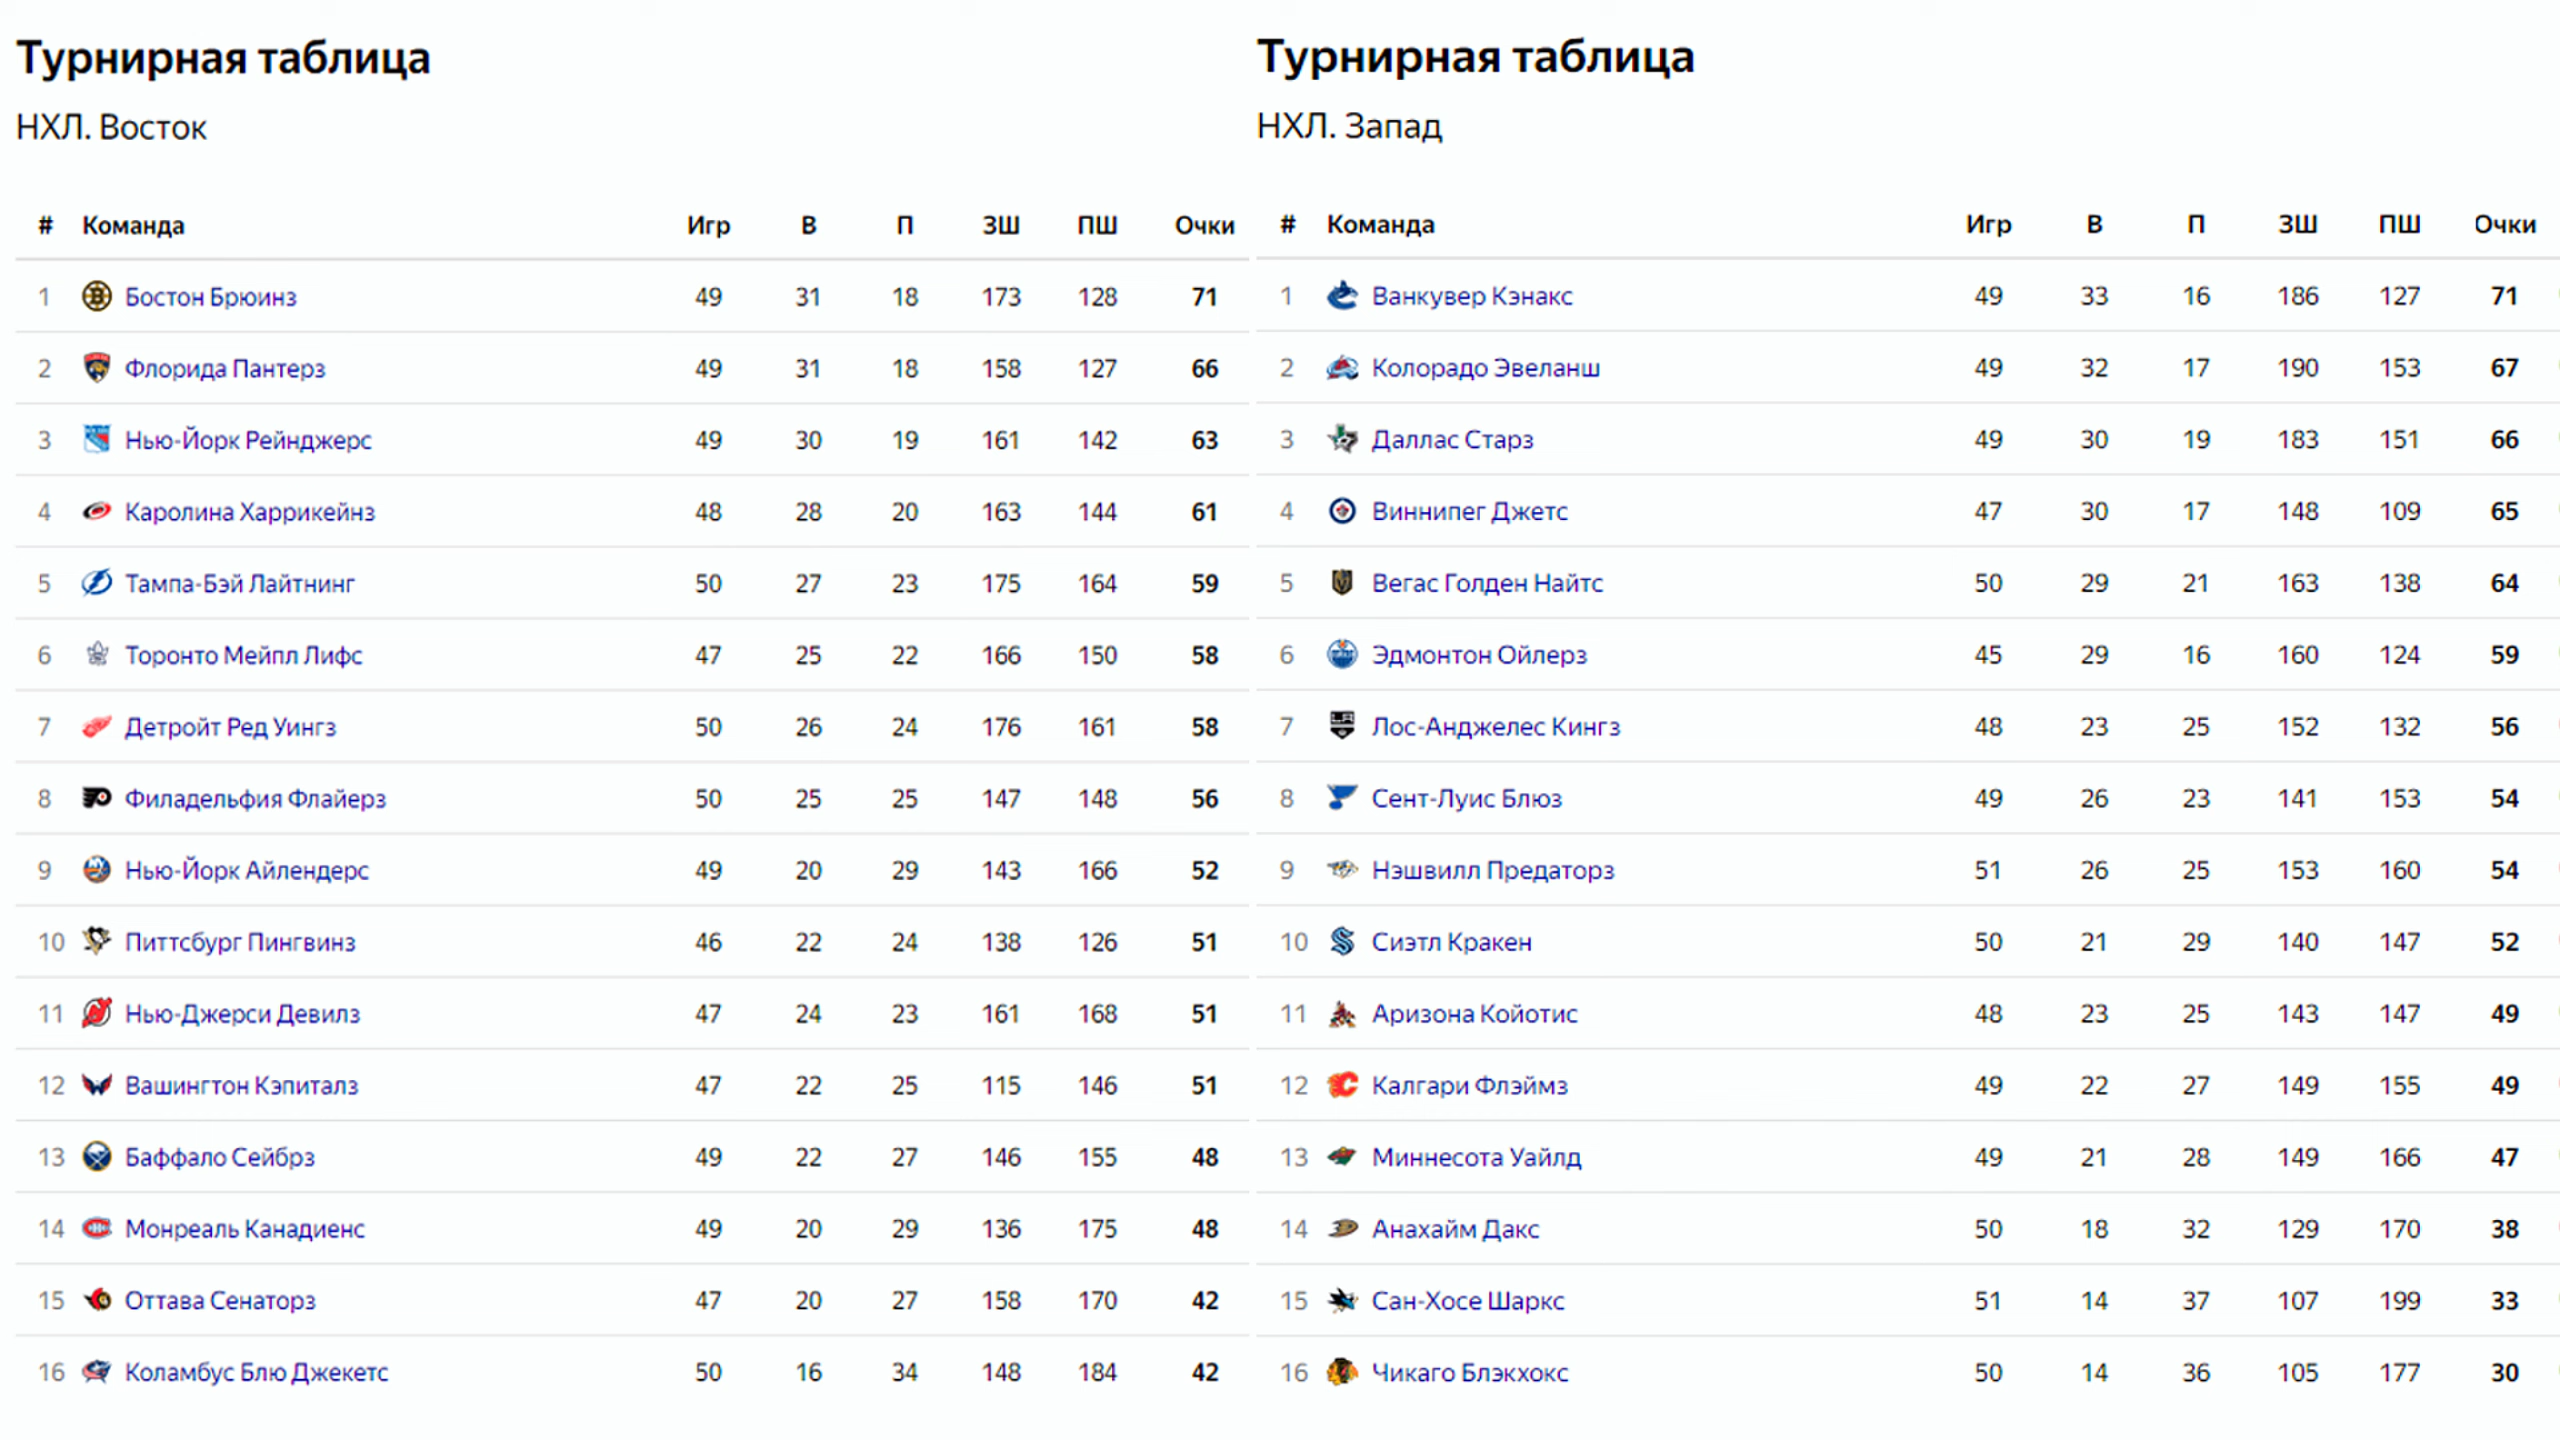 Турнирная таблица
НХЛ. Восток
# Команда Игр В П ЗШ ПШ Очки
1 Бостон Брюинз 49 31 18 173 128 71
2 Флорида Пантерз 49 31 18 158 127 66
3 Нью-Йорк Рейнджерс 49 30 19 161 142 63
4 Каролина Харрикейнз 48 28 20 163 144 61
5 Тампа-Бэй Лайтнинг 50 27 23 175 164 59
6 Торонто Мейпл Лифс 47 25 22 166 150 58
7 Детройт Ред Уингз 50 26 24 176 161 58
8 Филадельфия Флайерз 50 25 25 147 148 56
9 Нью-Йорк Айлендерс 49 20 29 143 166 52
10 Питтсбург Пингвинз 46 22 24 138 126 51
11 Нью-Джерси Девилз 47 24 23 161 168 51
12 Вашингтон Кэпиталз 47 22 25 115 146 51
13 Баффало Сейбрз 49 22 27 146 155 48
14 Монреаль Канадиенс 49 20 29 136 175 48
15 Оттава Сенаторз 47 20 27 158 170 42
16 Коламбус Блю Джекетс 50 16 34 148 184 42
Турнирная таблица
НХЛ. Запад
# Команда Игр В П ЗШ ПШ Очки
1 Ванкувер Кэнакс 49 33 16 186 127 71
2 Колорадо Эвеланш 49 32 17 190 153 67
3 Даллас Старз 49 30 19 183 151 66
4 Виннипег Джетс 47 30 17 148 109 65
5 Вегас Голден Найтс 50 29 21 163 138 64
6 Эдмонтон Ойлерз 45 29 16 160 124 59
7 Лос-Анджелес Кингз 48 23 25 152 132 56
8 Сент-Луис Блюз 49 26 23 141 153 54
9 Нэшвилл Предаторз 51 26 25 153 160 54
10 Сиэтл Кракен 50 21 29 140 147 52
11 Аризона Койотис 48 23 25 143 147 49
12 Калгари Флэймз 49 22 27 149 155 49
13 Миннесота Уайлд 49 21 28 149 166 47
14 Анахайм Дакс 50 18 32 129 170 38
15 Сан-Хосе Шаркс 51 14 37 107 199 33
16 Чикаго Блэкхокс 50 14 36 105 177 30